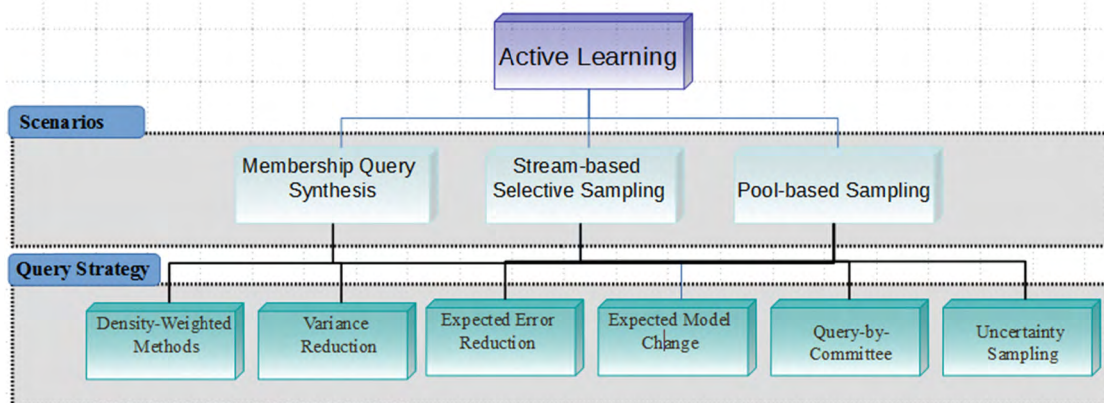 Active Learning
Scenarios
Membership Query
Synthesis
Stream-based
Selective Sampling
Pool-based Sampling
Query Strategy
Density-Weighted
Methods
Variance
Reduction
Expected Error
Reduction
Expected Model
Change
Query-by-
Committee
Uncertainty
Sampling